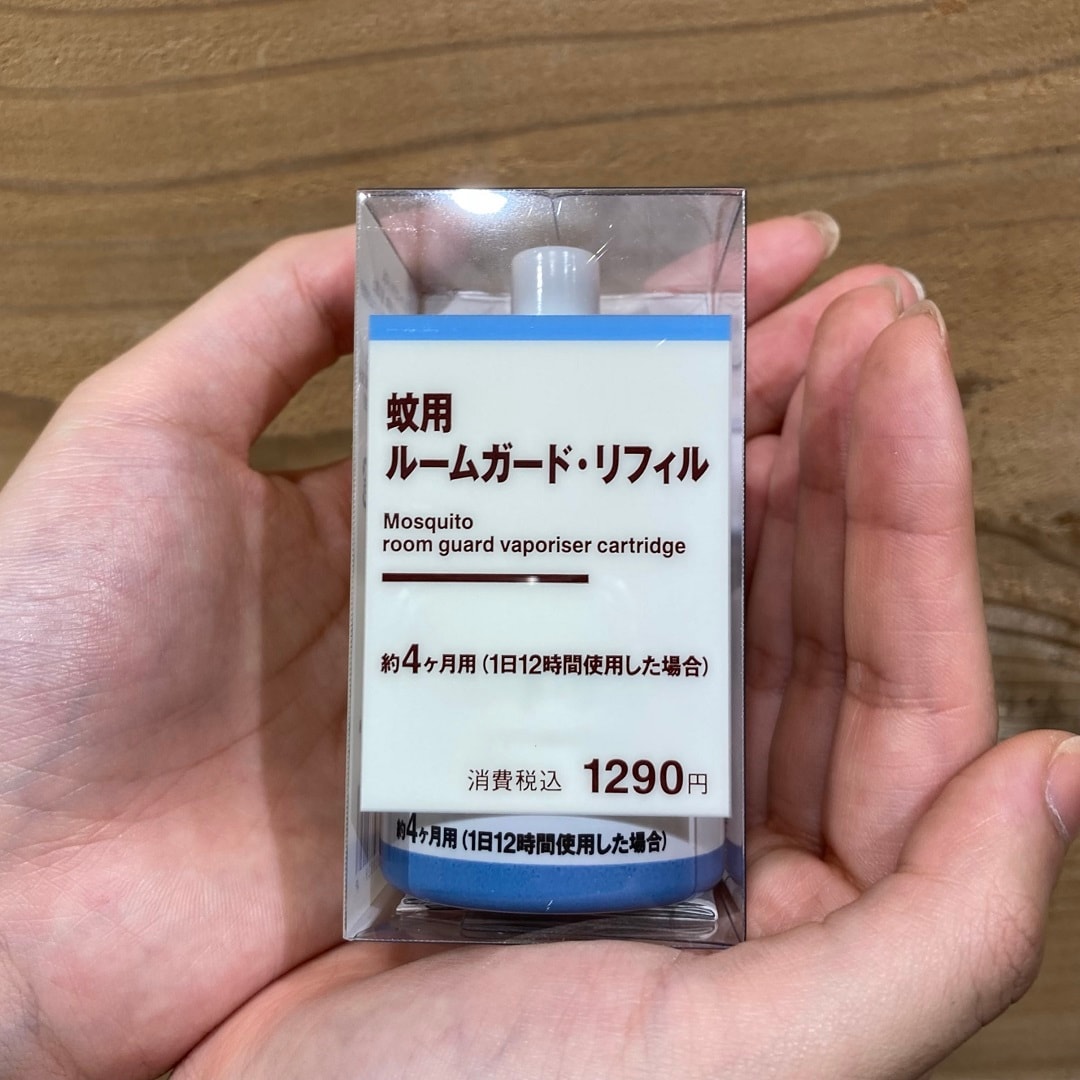 蚊用
ルームガード・リフィル
Mosquito
room guard vaporiser cartridge
約4ヶ月用(1日12時間使用した場合)
消費税込 1290円
約4ヶ月用(1日12時間使用した場合)